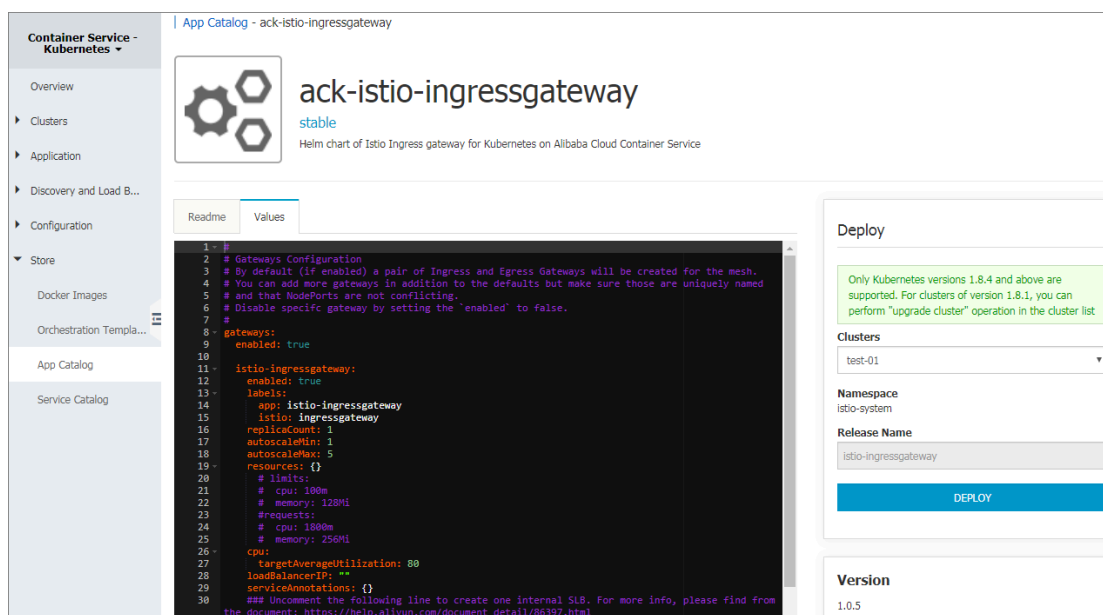 Container Service -
Kubernetes
Overview
Clusters
Application
Discovery and Load B...
Configuration
Store
Docker Images
Orchestration Templa...
App Catalog
Service Catalog
App Catalog - ack-istio-ingressgateway
ack-istio-ingressgateway
stable
Helm chart of Istio Ingress gateway for Kubernetes on Alibaba Cloud Container Service
Readme Values
1 #
2 # Gateways Configuration
3 # By default (if enabled) a pair of Ingress and Egress Gateways will be created for the mesh.
4 # You can add more gateways in addition to the defaults but make sure those are uniquely named
5 # and that NodePorts are not conflicting.
6 # Disable specifc gateway by setting the `enabled` to false.
7 #
8 gateways:
9 enabled: true
10
11 istio-ingressgateway:
12 enabled: true
13 labels:
14 app: istio-ingressgateway
15 istio: ingressgateway
16 replicaCount: 1
17 autoscaleMin: 1
18 autoscaleMax: 5
19 resources: {}
20 # limits:
21 # cpu: 100m
22 # memory: 128Mi
23 #requests:
24 # cpu: 1800m
25 # memory: 256Mi
26 cpu:
27 targetAverageUtilization: 80
28 loadBalancerIP: ""
29 serviceAnnotations: {}
30 ### Uncomment the following line to create one internal SLB. For more info, please find from
the document: https://help.aliyun.com/document_detail/86397.html
Deploy
Only Kubernetes versions 1.8.4 and above are
supported. For clusters of version 1.8.1, you can
perform "upgrade cluster" operation in the cluster list
Clusters
test-01
Namespace
istio-system
Release Name
istio-ingressgateway
DEPLOY
Version
1.0.5